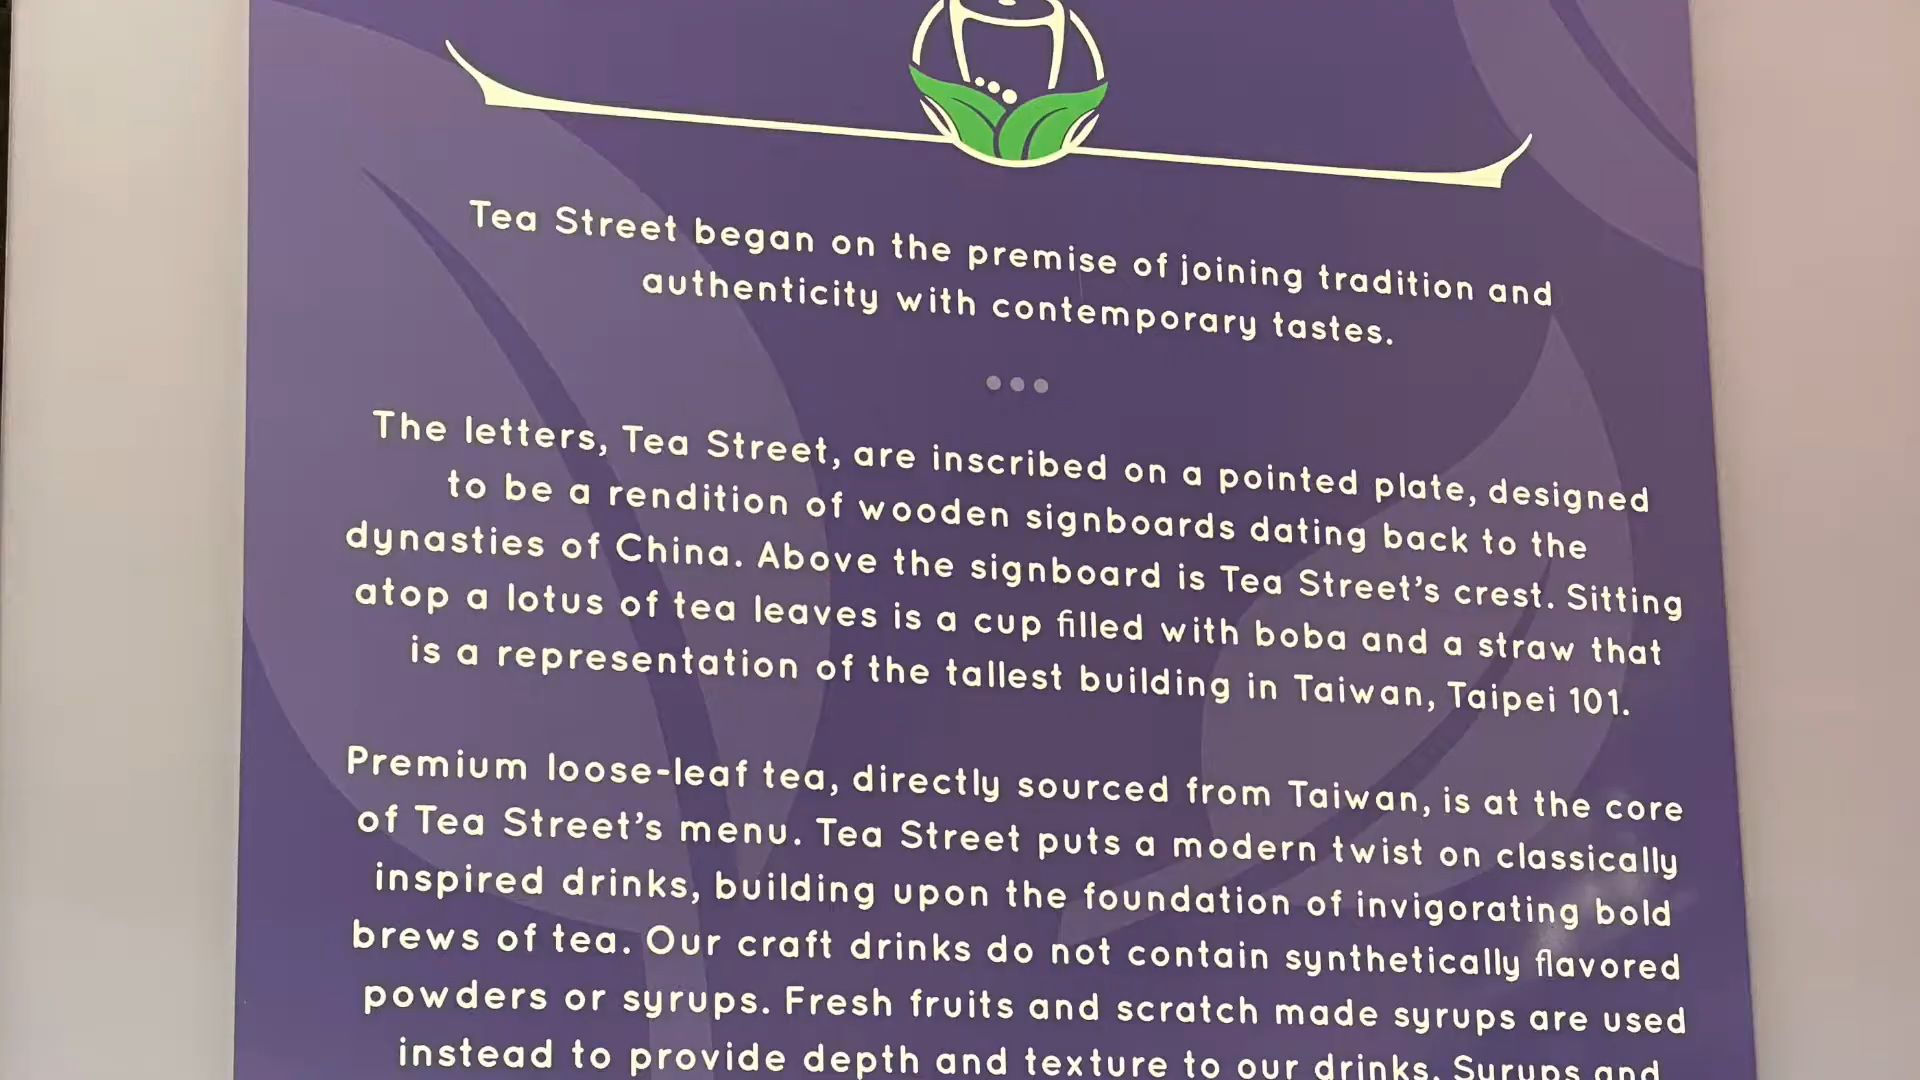 Tea Street began on the premise of joining tradition and
authenticity with contemporary tastes.
The letters, Tea Street, are inscribed on a pointed plate, designed
to be a rendition of wooden signboards dating back to the
dynasties of China. Above the signboard is Tea Street's crest. Sitting
atop a lotus of tea leaves is a cup filled with boba and a straw that
is a representation of the tallest building in Taiwan, Taipei 101.
Premium loose-leaf tea, directly sourced from Taiwan, is at the core
of Tea Street's menu. Tea Street puts a modern twist on classically
inspired drinks, building upon the foundation of invigorating bold
brews of tea. Our craft drinks do not contain synthetically flavored
powders or syrups. Fresh fruits and scratch made syrups are used
instead to provide depth and texture to our drinks. Syrups and